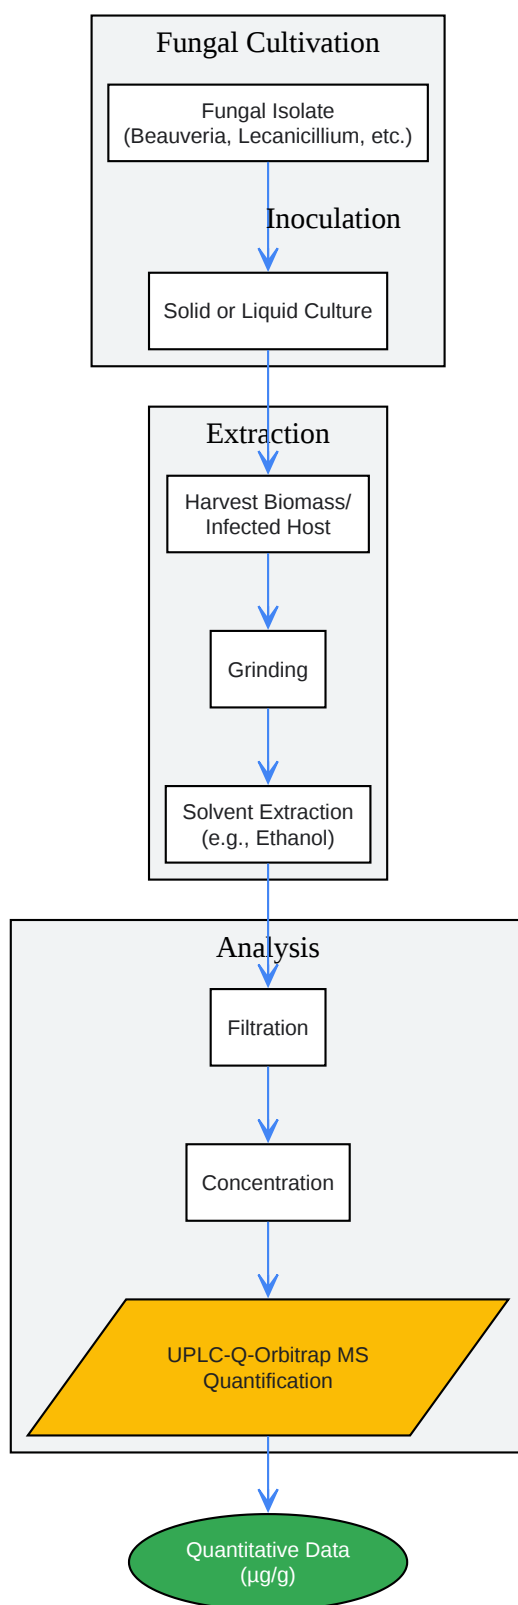 Fungal Cultivation
Fungal Isolate
(Beauveria, Lecanicillium, etc.)
Inoculation
Solid or Liquid Culture
Extraction
Harvest Biomass/
Infected Host
Grinding
Solvent Extraction
(e.g., Ethanol)
Analysis
Filtration
Concentration
UPLC-Q-Orbitrap MS
Quantification
Quantitative Data
(µg/g)